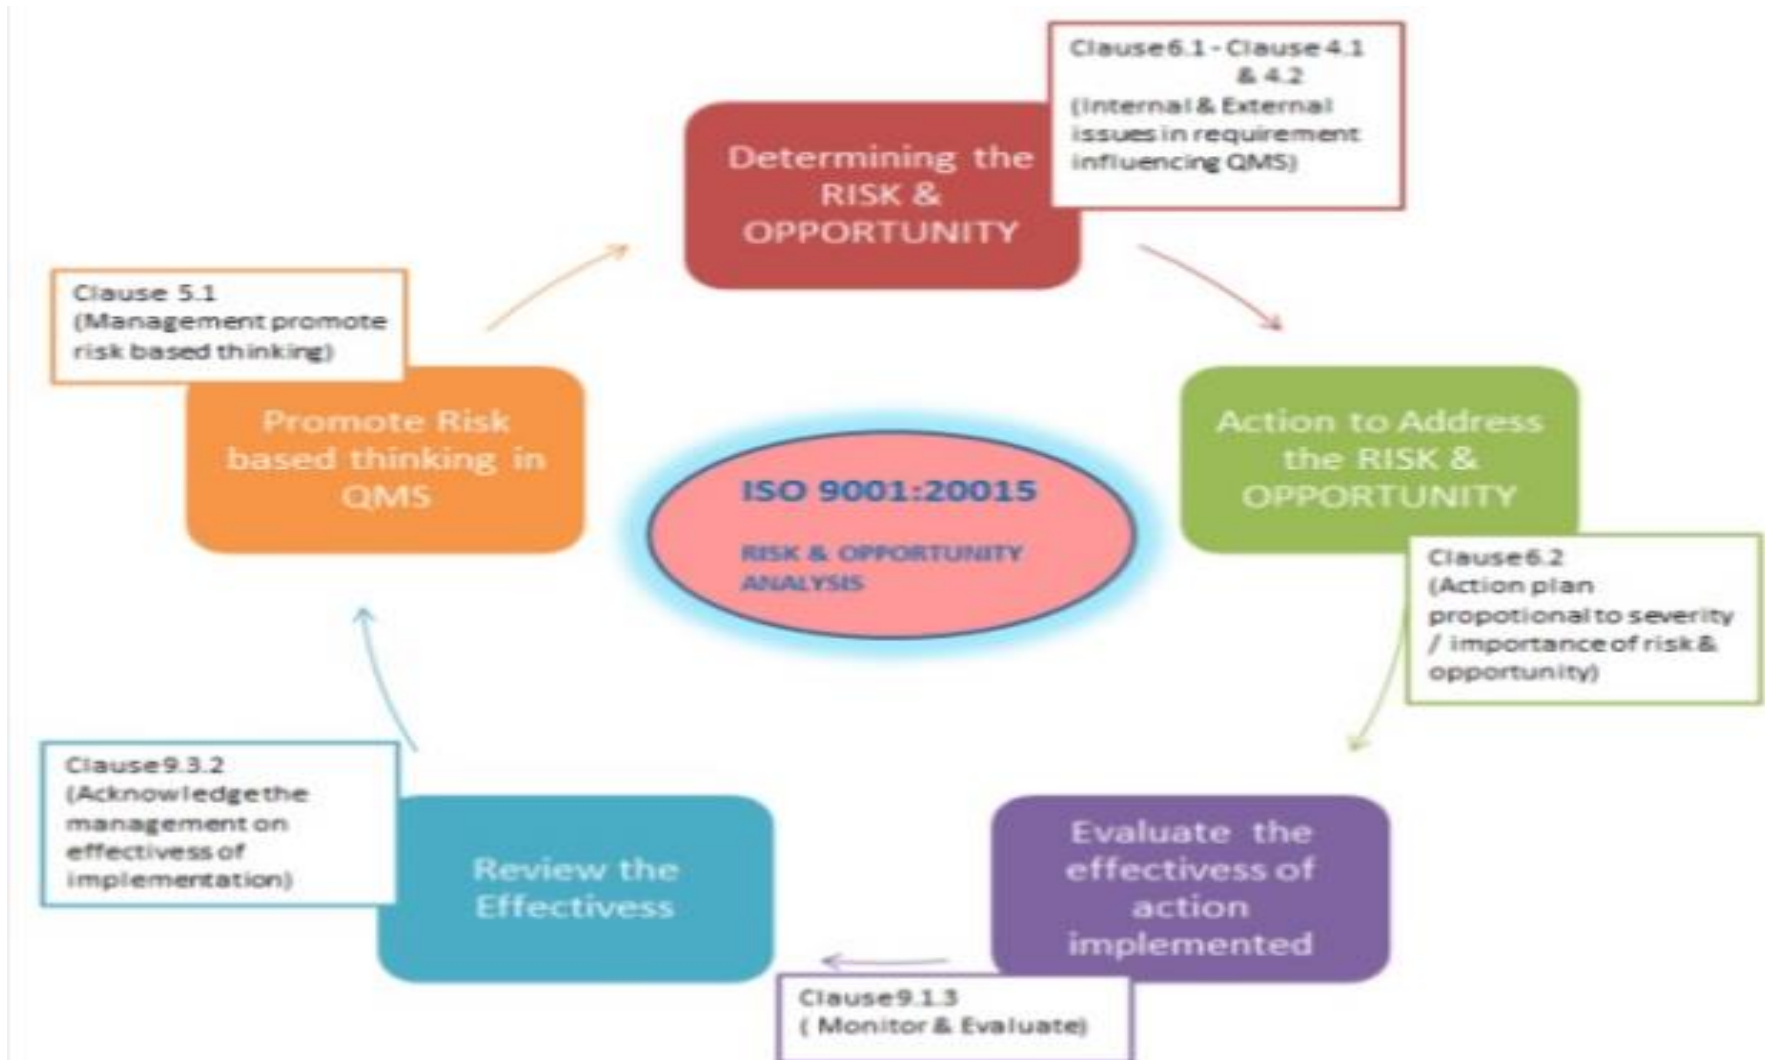 Clause 6.1 - Clause 4.1
& 4.2
(Internal & External
issues in requirement
influencing QMS)
Determining the
RISK &
OPPORTUNITY
Clause 5.1
(Management promote
risk based thinking)
Promote Risk
based thinking in
QMS
Action to Address
the RISK &
OPPORTUNITY
ISO 9001:20015
RISK & OPPORTUNITY
ANALYSIS
Clause 6.2
(Action plan
propotional to severity
/ importance of risk &
opportunity)
Clause 9.3.2
(Acknowledge the
management on
effectivess of
implementation)
Review the
Effectivess
Evaluate the
effectivess of
action
implemented
Clause 9.1.3
( Monitor & Evaluate)